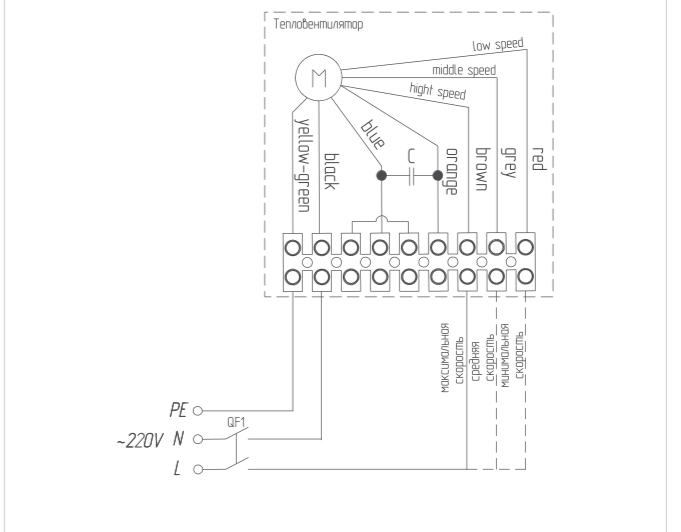 Тепловентилятор
low speed
middle speed
hight speed
M
yellow-green
black
blue
C
orange
brown
grey
red
максимальная
скорость
средняя
скорость
минимальная
скорость
PE
QF1
~220V N
L